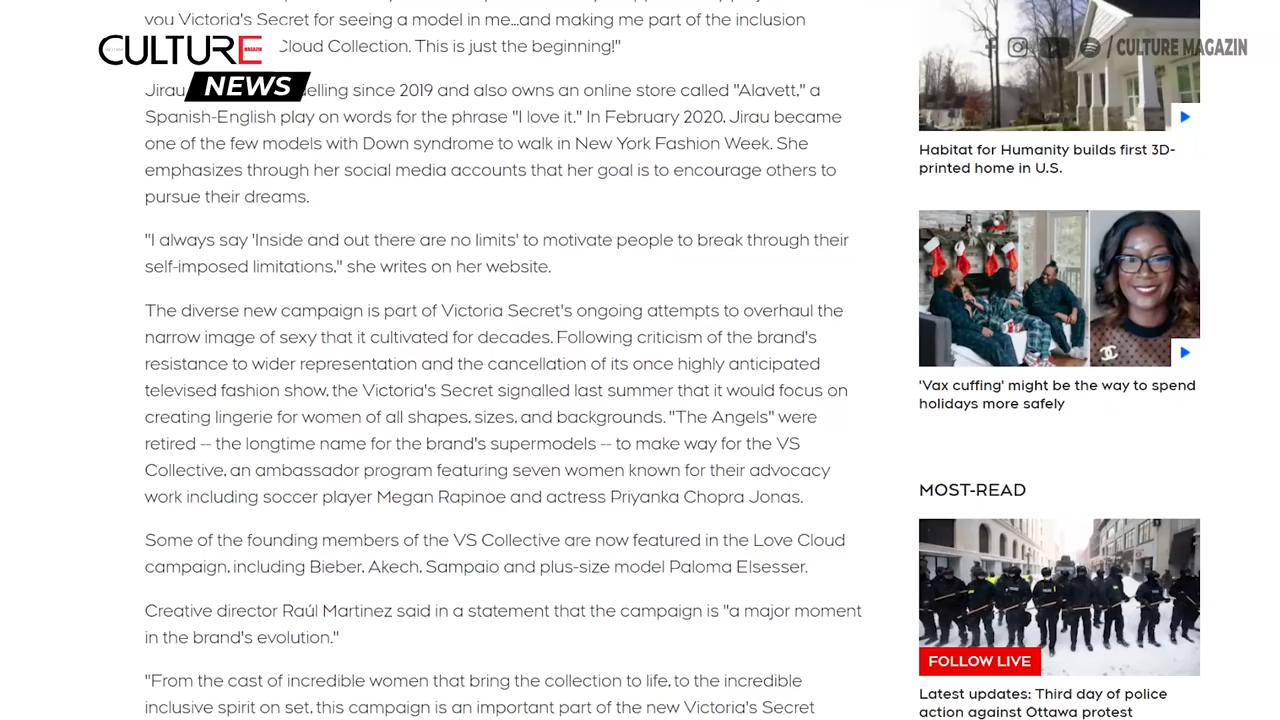 you Victoria's Secret for seeing a model in me...and making me part of the inclusion
Cloud Collection. This is just the beginning!"
CULTURE
MAGAZIN
NEWS
/ CULTURE MAGAZIN
Jirau elling since 2019 and also owns an online store called "Alavett," a
Spanish-English play on words for the phrase "I love it." In February 2020, Jirau became
one of the few models with Down syndrome to walk in New York Fashion Week. She
emphasizes through her social media accounts that her goal is to encourage others to
pursue their dreams.
"I always say 'Inside and out there are no limits' to motivate people to break through their
self-imposed limitations," she writes on her website.
The diverse new campaign is part of Victoria Secret's ongoing attempts to overhaul the
narrow image of sexy that it cultivated for decades. Following criticism of the brand's
resistance to wider representation and the cancellation of its once highly anticipated
televised fashion show, the Victoria's Secret signalled last summer that it would focus on
creating lingerie for women of all shapes, sizes, and backgrounds. "The Angels" were
retired -- the longtime name for the brand's supermodels -- to make way for the VS
Collective, an ambassador program featuring seven women known for their advocacy
work including soccer player Megan Rapinoe and actress Priyanka Chopra Jonas.
Some of the founding members of the VS Collective are now featured in the Love Cloud
campaign, including Bieber, Akech, Sampaio and plus-size model Paloma Elsesser.
Creative director Raúl Martinez said in a statement that the campaign is "a major moment
in the brand's evolution."
"From the cast of incredible women that bring the collection to life, to the incredible
inclusive spirit on set, this campaign is an important part of the new Victoria's Secret
Habitat for Humanity builds first 3D-
printed home in U.S.
'Vax cuffing' might be the way to spend
holidays more safely
MOST-READ
FOLLOW LIVE
Latest updates: Third day of police
action against Ottawa protest